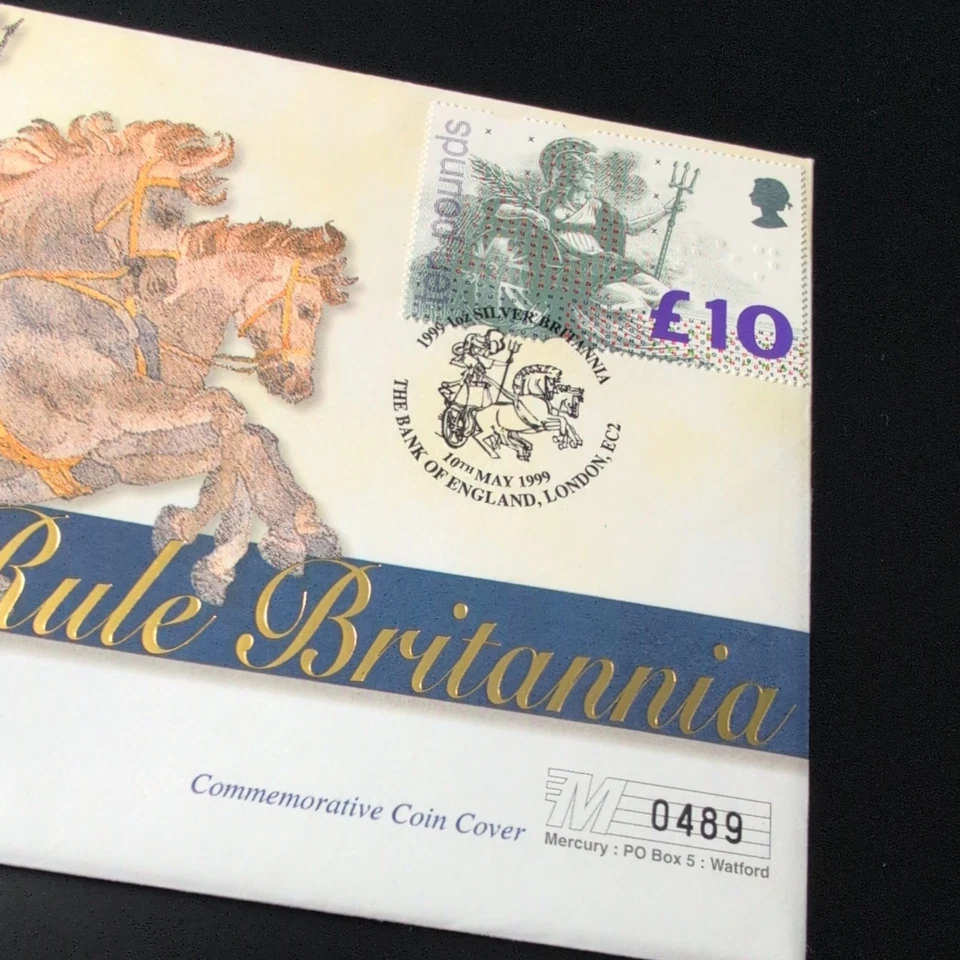 ten pounds
£10
1999 1oz SILVER BRITANNIA
10TH MAY 1999
THE BANK OF ENGLAND, LONDON, EC2
Rule Britannia
Commemorative Coin Cover
M 0489
Mercury : PO Box 5 : Watford